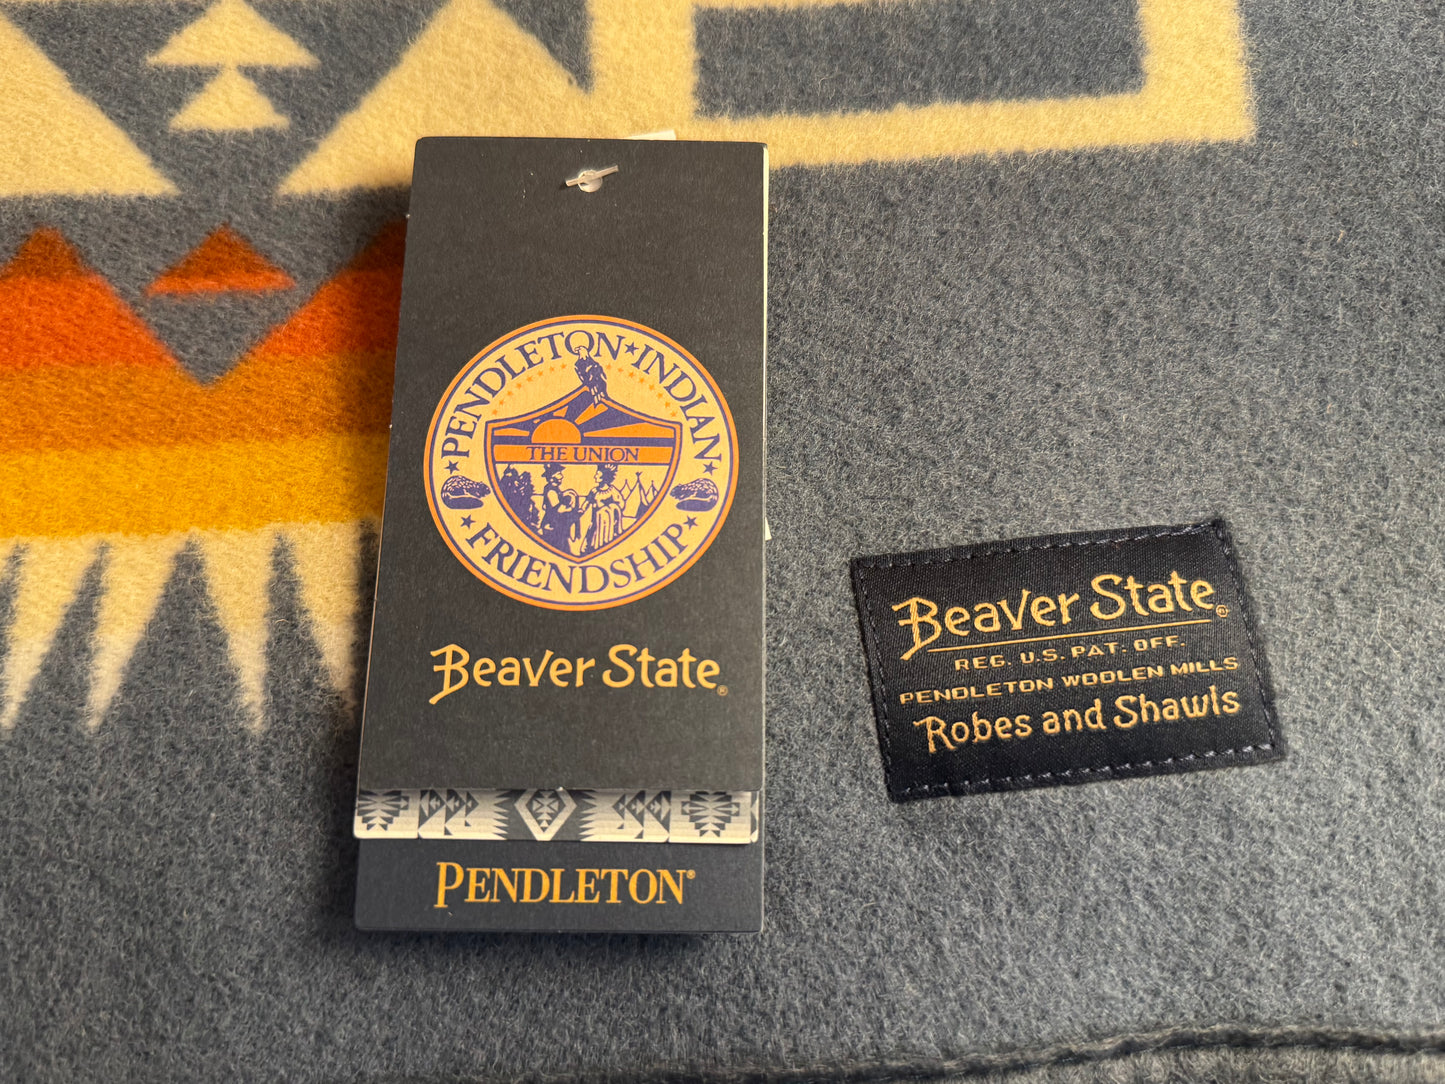 PENDLETON★INDIAN
★FRIENDSHIP★
THE UNION
Beaver State®
PENDLETON®
Beaver State®
REG. U.S. PAT. OFF.
PENDLETON WOOLEN MILLS
Robes and Shawls